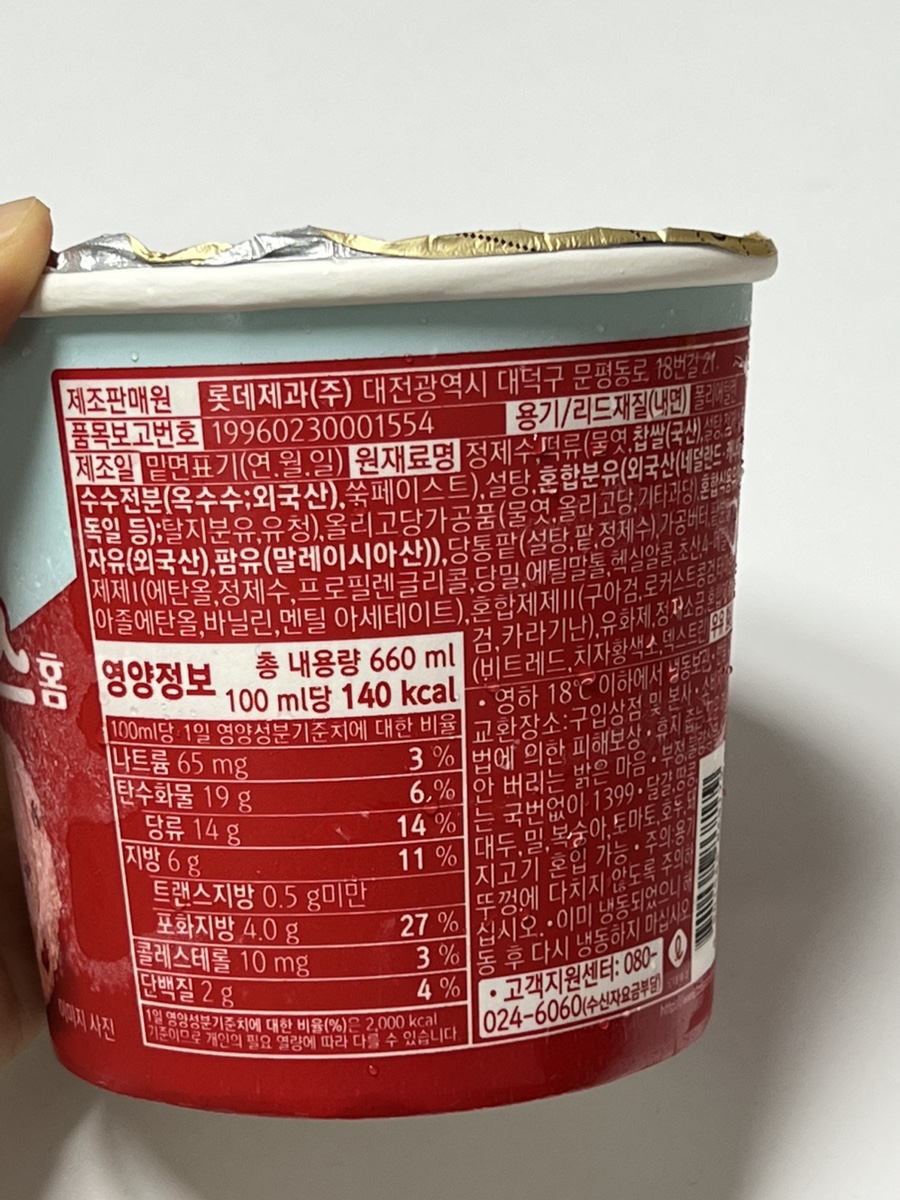 제조판매원 롯데제과(주) 대전광역시 대덕구 문평동로 18번길 21.
품목보고번호 19960230001554 용기/리드재질(내면)
제조일 밑면표기(연.월.일) 원재료명 정제수,떡류(물엿,찹쌀(국산),
수수전분(옥수수;외국산),쑥페이스트),설탕,혼합분유(외국산(네덜란드
독일 등);탈지분유,유청),올리고당가공품(물엿,올리고당,기타과당)
자유(외국산),팜유(말레이시아산)),당통팥(설탕,팥,정제수)
제제I(에탄올,정제수,프로필렌글리콜,당밀,에틸말톨,헥실알콜,
아졸에탄올,바닐린,멘틸 아세테이트),혼합제제II(구아검,로커스트콩검
검,카라기난),유화제,정제소금
(비트레드,치자황색소,덱스트린)
홈
영양정보 총 내용량 660 ml
100 ml당 140 kcal
100ml당 1일 영양성분기준치에 대한 비율
나트륨 65 mg 3 %
탄수화물 19 g 6 %
당류 14 g 14 %
지방 6 g 11 %
트랜스지방 0.5 g미만
포화지방 4.0 g 27 %
콜레스테롤 10 mg 3 %
단백질 2 g 4 %
1일 영양성분기준치에 대한 비율(%)은 2,000 kcal
기준이므로 개인의 필요 열량에 따라 다를 수 있습니다.
• 영하 18℃ 이하에서 냉동보관
교환장소:구입상점 및 본사
법에 의한 피해보상 • 휴지
안 버리는 밝은 마음 • 부정
는 국번없이 1399 • 달걀,땅콩
대두,밀,복숭아,토마토,호두
지고기 혼입 가능 • 주의
뚜껑에 다치지 않도록 주의하
십시오. • 이미 냉동되었으니 해
동 후 다시 냉동하지 마십시오
• 고객지원센터: 080-
024-6060(수신자요금부담)
이미지 사진